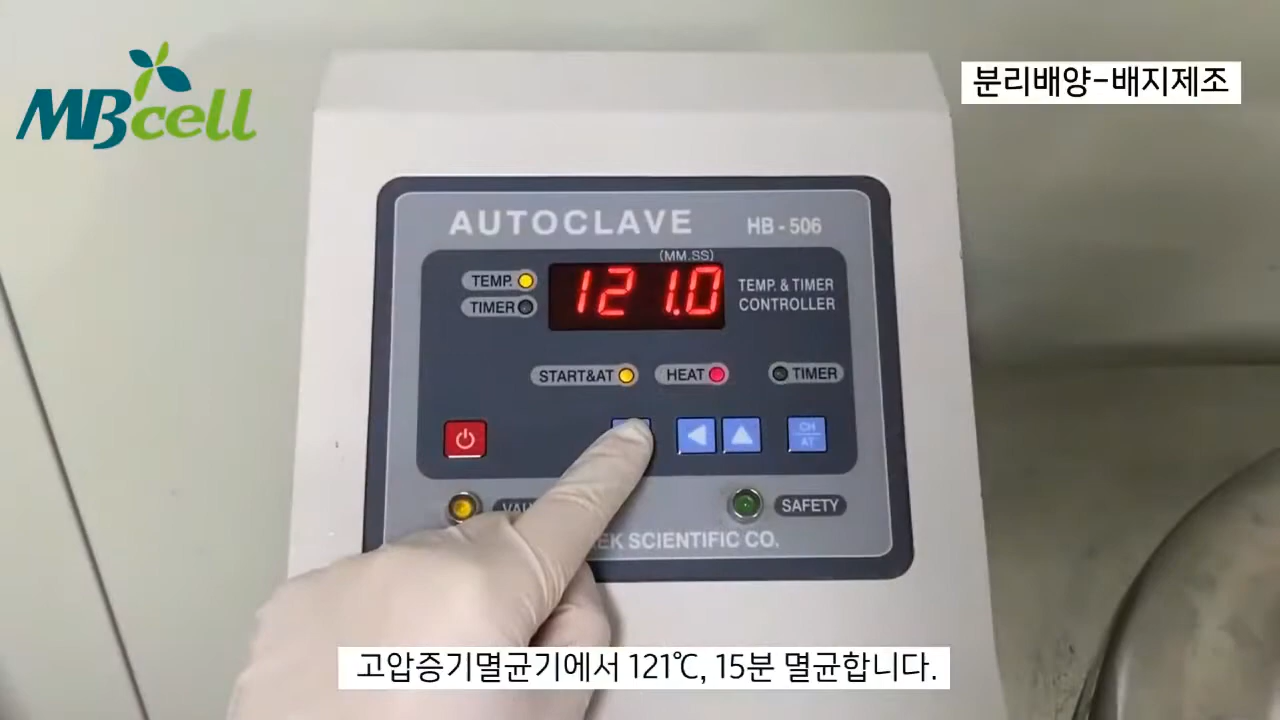 MBcell
분리배양-배지제조
AUTOCLAVE
HB - 506
(MM.SS)
TEMP.
TIMER
121.0
TEMP. & TIMER
CONTROLLER
START&AT
HEAT
TIMER
CH
AT
SAFETY
SCIENTIFIC CO.
고압증기멸균기에서 121℃, 15분 멸균합니다.